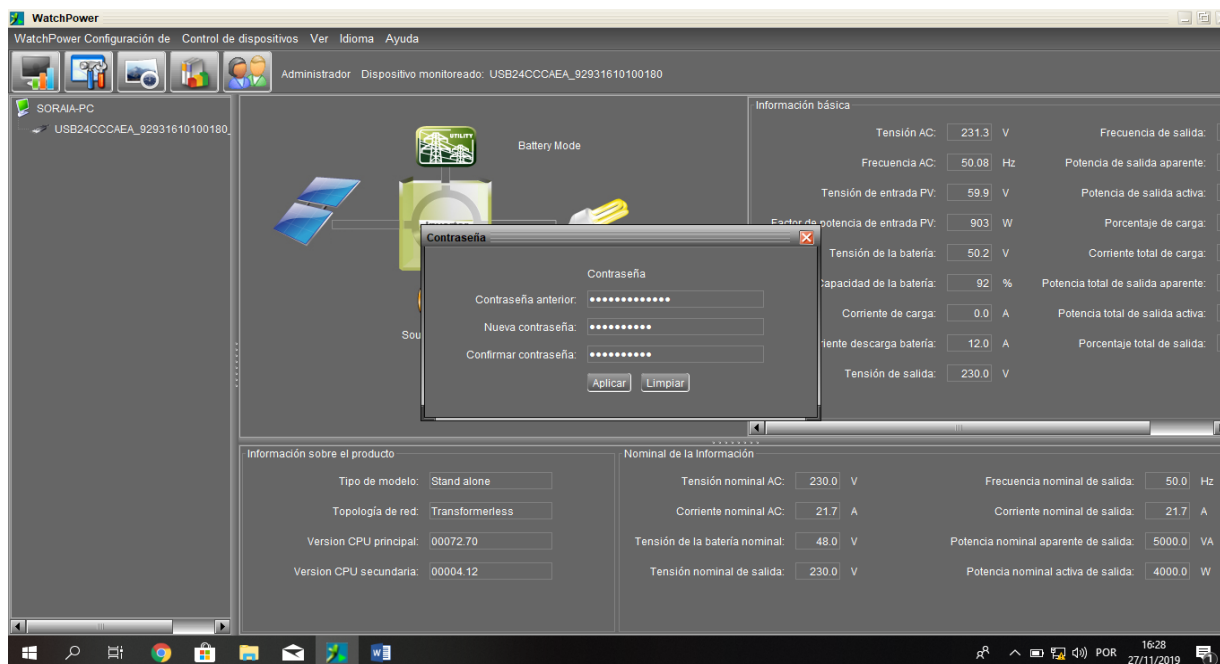 WatchPower
WatchPower Configuración de Control de dispositivos Ver Idioma Ayuda
Administrador Dispositivo monitoreado: USB24CCCAEA_92931610100180
SORAIA-PC
USB24CCCAEA_92931610100180_
UTILITY
Battery Mode
Sou
Información básica
Tensión AC: 231.3 V Frecuencia de salida:
Frecuencia AC: 50.08 Hz Potencia de salida aparente:
Tensión de entrada PV: 59.9 V Potencia de salida activa:
Factor de potencia de entrada PV: 903 W Porcentaje de carga:
Tensión de la batería: 50.2 V Corriente total de carga:
Capacidad de la batería: 92 % Potencia total de salida aparente:
Corriente de carga: 0.0 A Potencia total de salida activa:
riente descarga batería: 12.0 A Porcentaje total de salida:
Tensión de salida: 230.0 V
Contraseña
Contraseña
Contraseña anterior: •••••••••••••
Nueva contraseña: ••••••••••
Confirmar contraseña: ••••••••••
Aplicar Limpiar
Información sobre el producto
Tipo de modelo: Stand alone
Topología de red: Transformerless
Version CPU principal: 00072.70
Version CPU secundaria: 00004.12
Nominal de la Información
Tensión nominal AC: 230.0 V Frecuencia nominal de salida: 50.0 Hz
Corriente nominal AC: 21.7 A Corriente nominal de salida: 21.7 A
Tensión de la batería nominal: 48.0 V Potencia nominal aparente de salida: 5000.0 VA
Tensión nominal de salida: 230.0 V Potencia nominal activa de salida: 4000.0 W
POR
16:28
27/11/2019